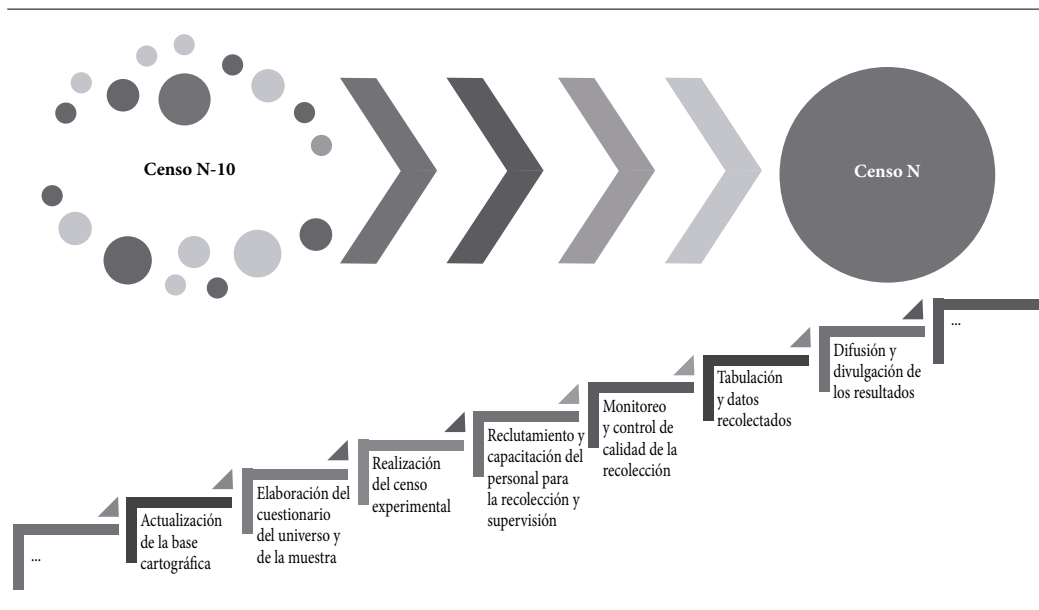 Censo N-10
Censo N
...
Actualización
de la base
cartográfica
Elaboración del
cuestionario
del universo y
de la muestra
Realización
del censo
experimental
Reclutamiento y
capacitación del
personal para
la recolección y
supervisión
Monitoreo
y control de
calidad de la
recolección
Tabulación
y datos
recolectados
Difusión y
divulgación de
los resultados
...